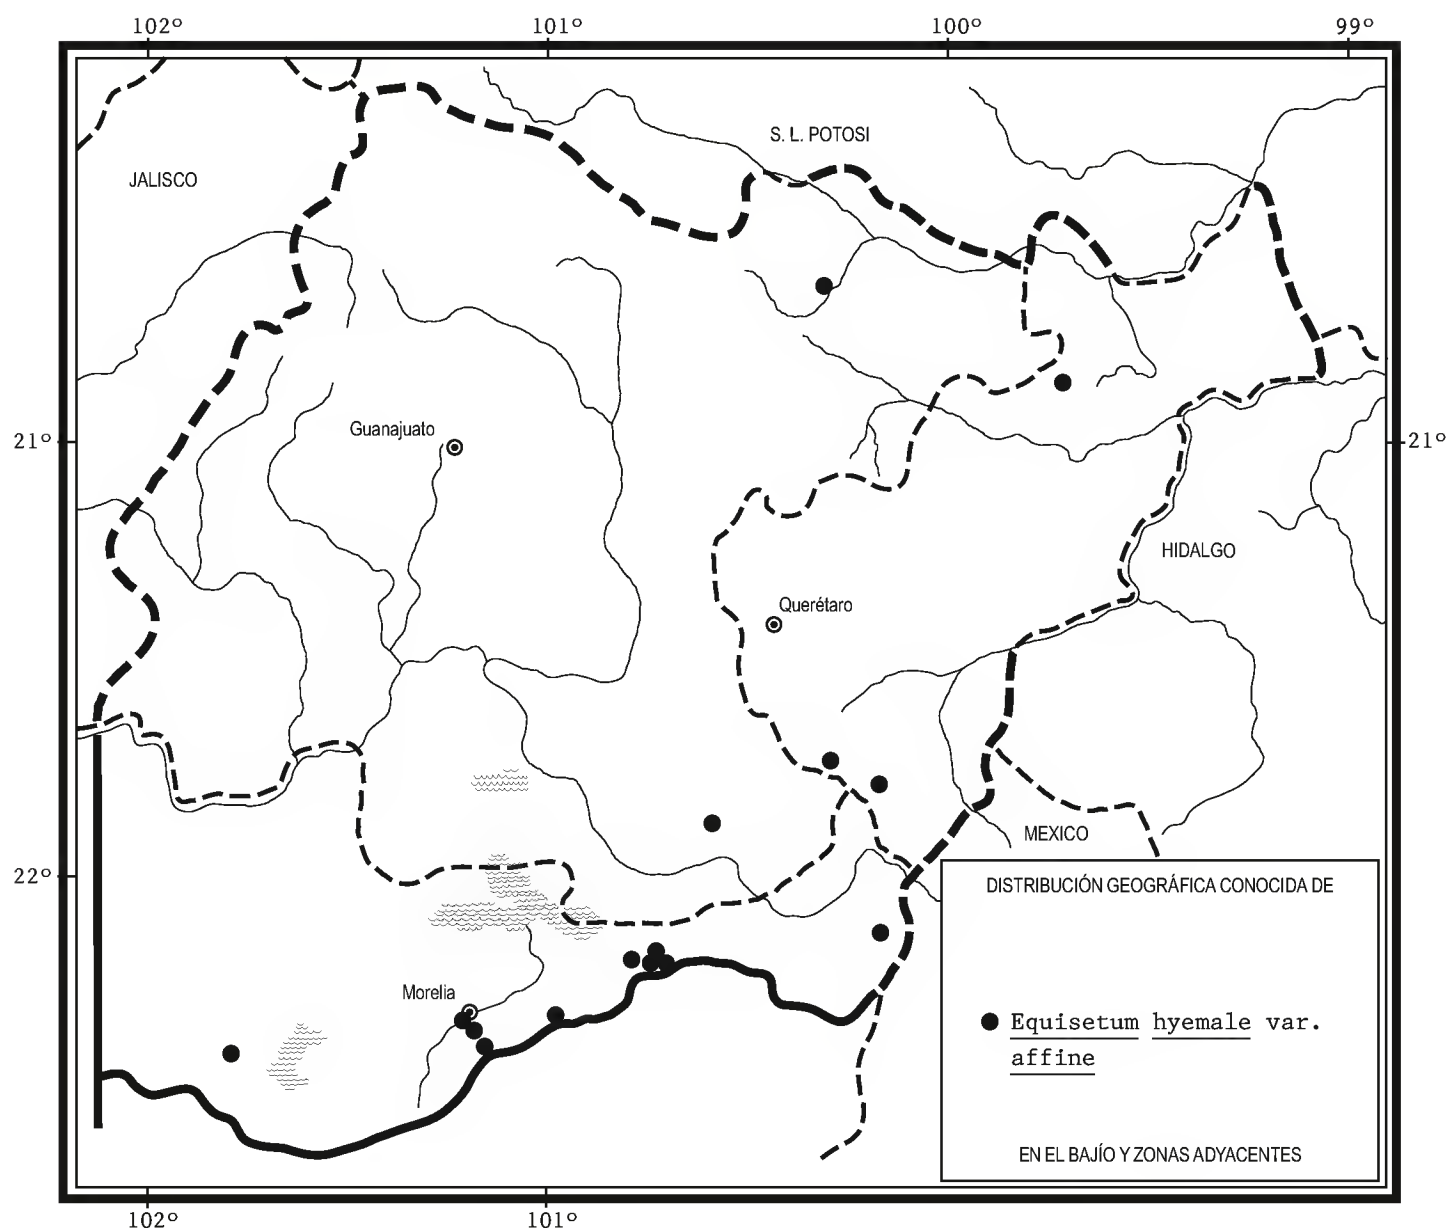 102º 101º 100º 99º
S. L. POTOSI
JALISCO
Guanajuato
21º 21º
HIDALGO
Querétaro
MEXICO
22º
DISTRIBUCIÓN GEOGRÁFICA CONOCIDA DE
Morelia
Equisetum hyemale var.
affine
EN EL BAJÍO Y ZONAS ADYACENTES
102º 101º